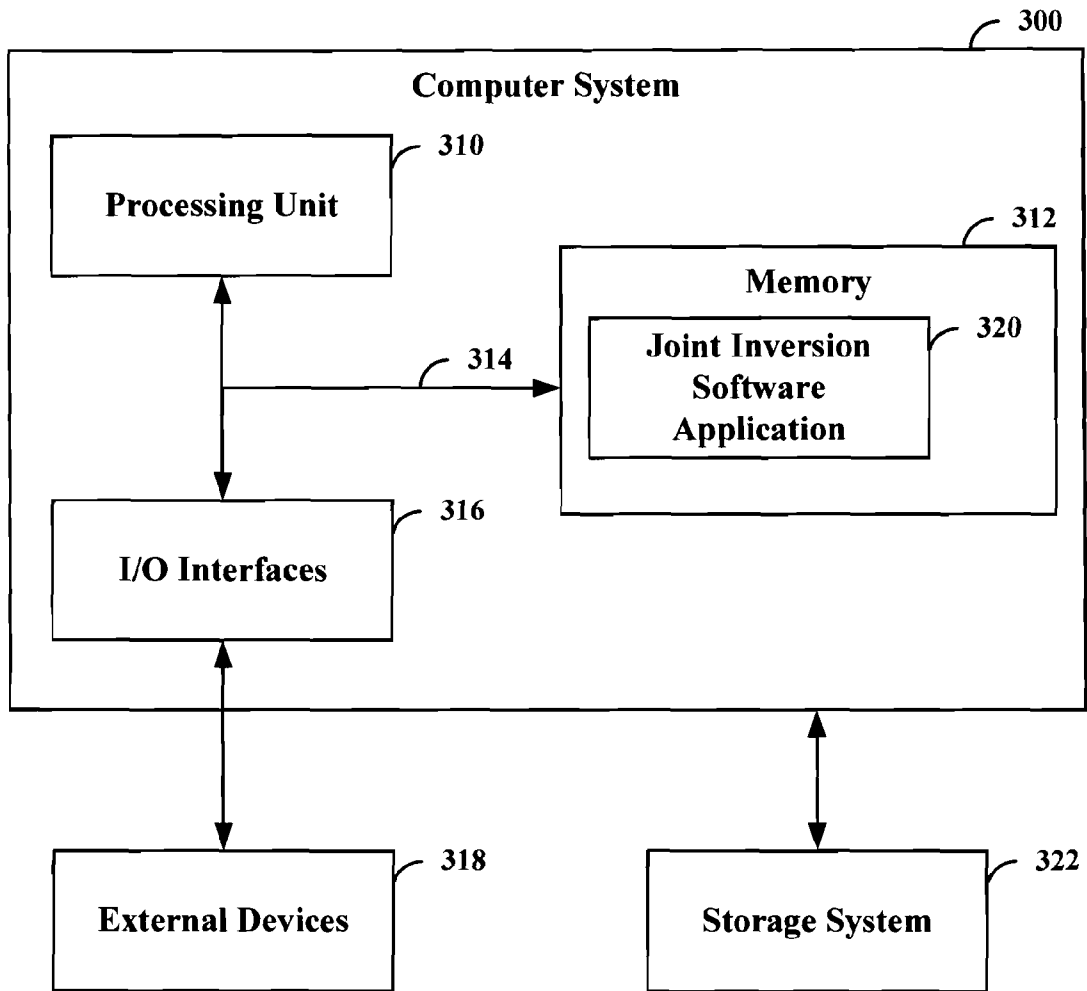 300
Computer System
310
Processing Unit
312
Memory
320
Joint Inversion
Software
Application
314
316
I/O Interfaces
318
External Devices
322
Storage System